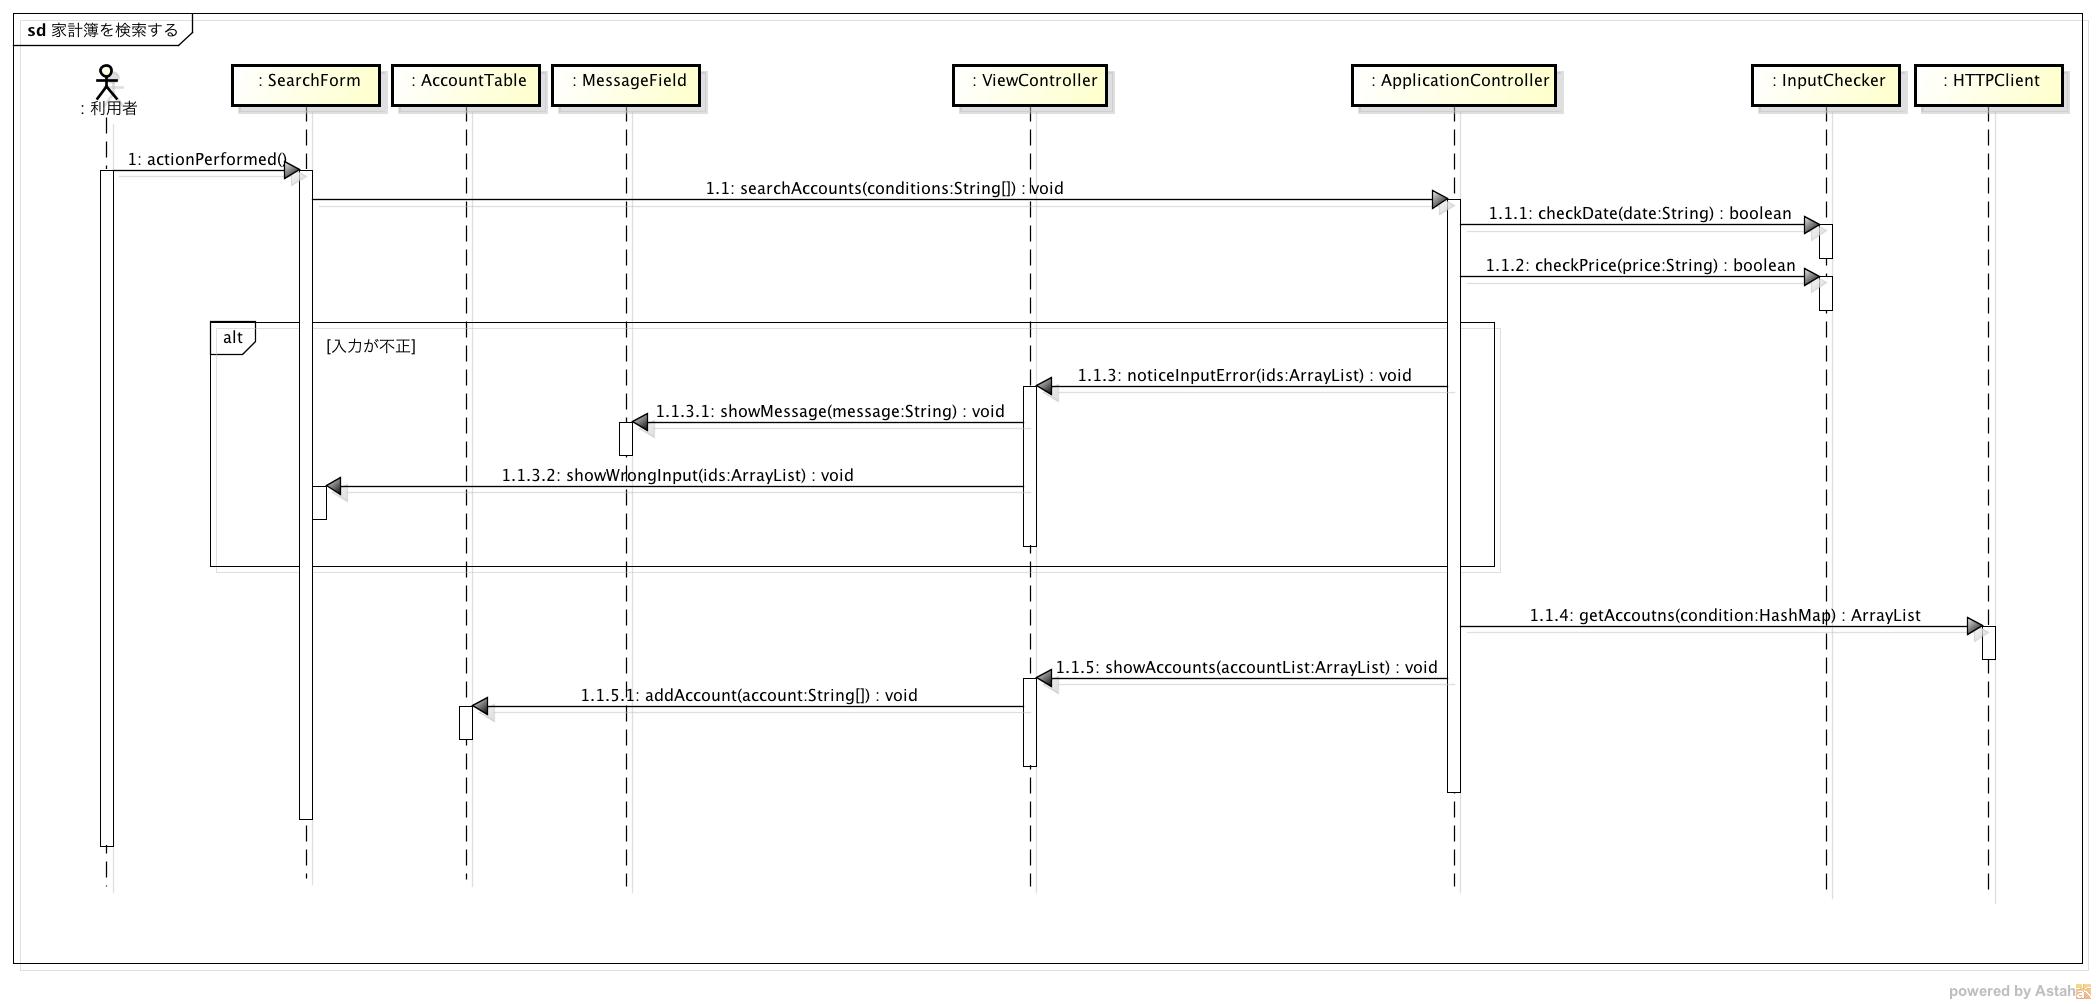 sd 家計簿を検索する
: 利用者
: SearchForm
: AccountTable
: MessageField
: ViewController
: ApplicationController
: InputChecker
: HTTPClient
1: actionPerformed()
1.1: searchAccounts(conditions:String[]) : void
1.1.1: checkDate(date:String) : boolean
1.1.2: checkPrice(price:String) : boolean
alt
[入力が不正]
1.1.3: noticeInputError(ids:ArrayList) : void
1.1.3.1: showMessage(message:String) : void
1.1.3.2: showWrongInput(ids:ArrayList) : void
1.1.4: getAccoutns(condition:HashMap) : ArrayList
1.1.5: showAccounts(accountList:ArrayList) : void
1.1.5.1: addAccount(account:String[]) : void
powered by Astah